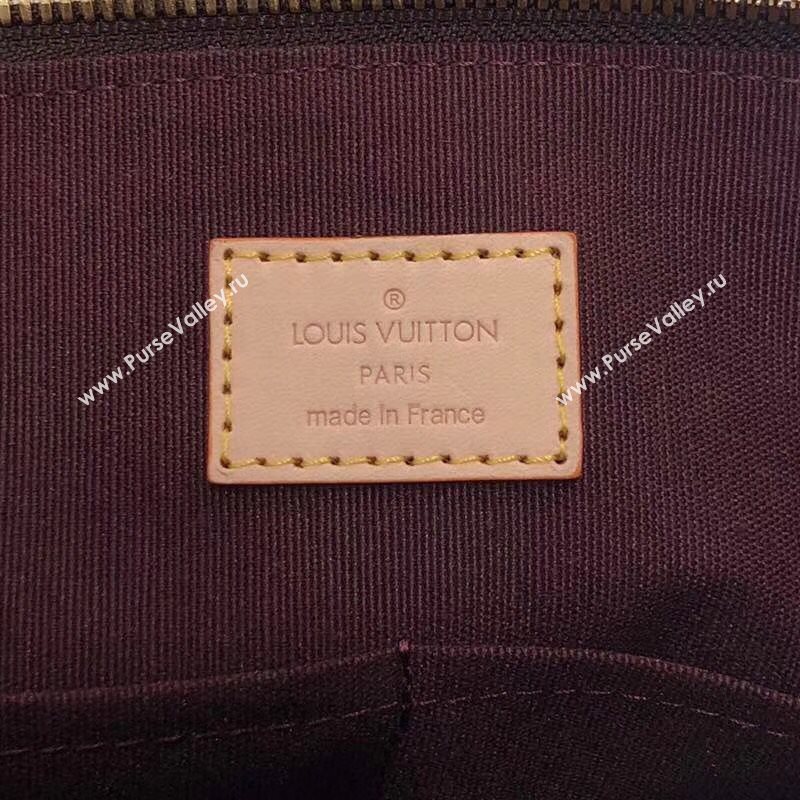 ®
LOUIS VUITTON
PARIS
made In France
www.PurseValley.ru
www.PurseValley.ru